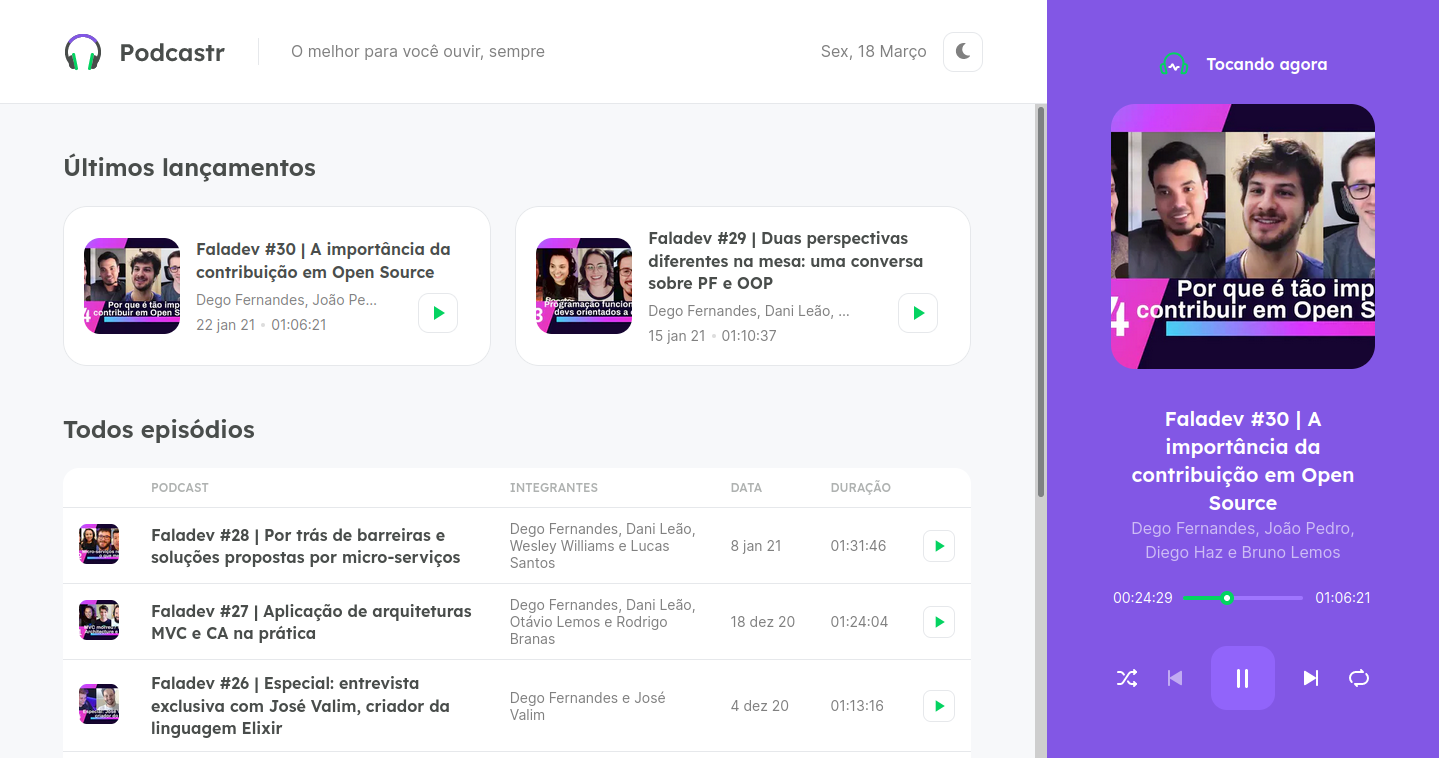 Podcastr
O melhor para você ouvir, sempre
Sex, 18 Março
Últimos lançamentos
Por que é tão imp
4 contribuir em Open S
Faladev #30 | A importância da
contribuição em Open Source
Dego Fernandes, João Pe...
22 jan 21 • 01:06:21
Programação funcion
devs orientados a
Faladev #29 | Duas perspectivas
diferentes na mesa: uma conversa
sobre PF e OOP
Dego Fernandes, Dani Leão, ...
15 jan 21 • 01:10:37
Todos episódios
PODCAST INTEGRANTES DATA DURAÇÃO
Faladev #28 | Por trás de barreiras e
soluções propostas por micro-serviços
Dego Fernandes, Dani Leão,
Wesley Williams e Lucas
Santos
8 jan 21
01:31:46
Faladev #27 | Aplicação de arquiteturas
MVC e CA na prática
Dego Fernandes, Dani Leão,
Otávio Lemos e Rodrigo
Branas
18 dez 20
01:24:04
Faladev #26 | Especial: entrevista
exclusiva com José Valim, criador da
linguagem Elixir
Dego Fernandes e José
Valim
4 dez 20
01:13:16
Tocando agora
Por que é tão imp
4 contribuir em Open S
Faladev #30 | A
importância da
contribuição em Open
Source
Dego Fernandes, João Pedro,
Diego Haz e Bruno Lemos
00:24:29 01:06:21